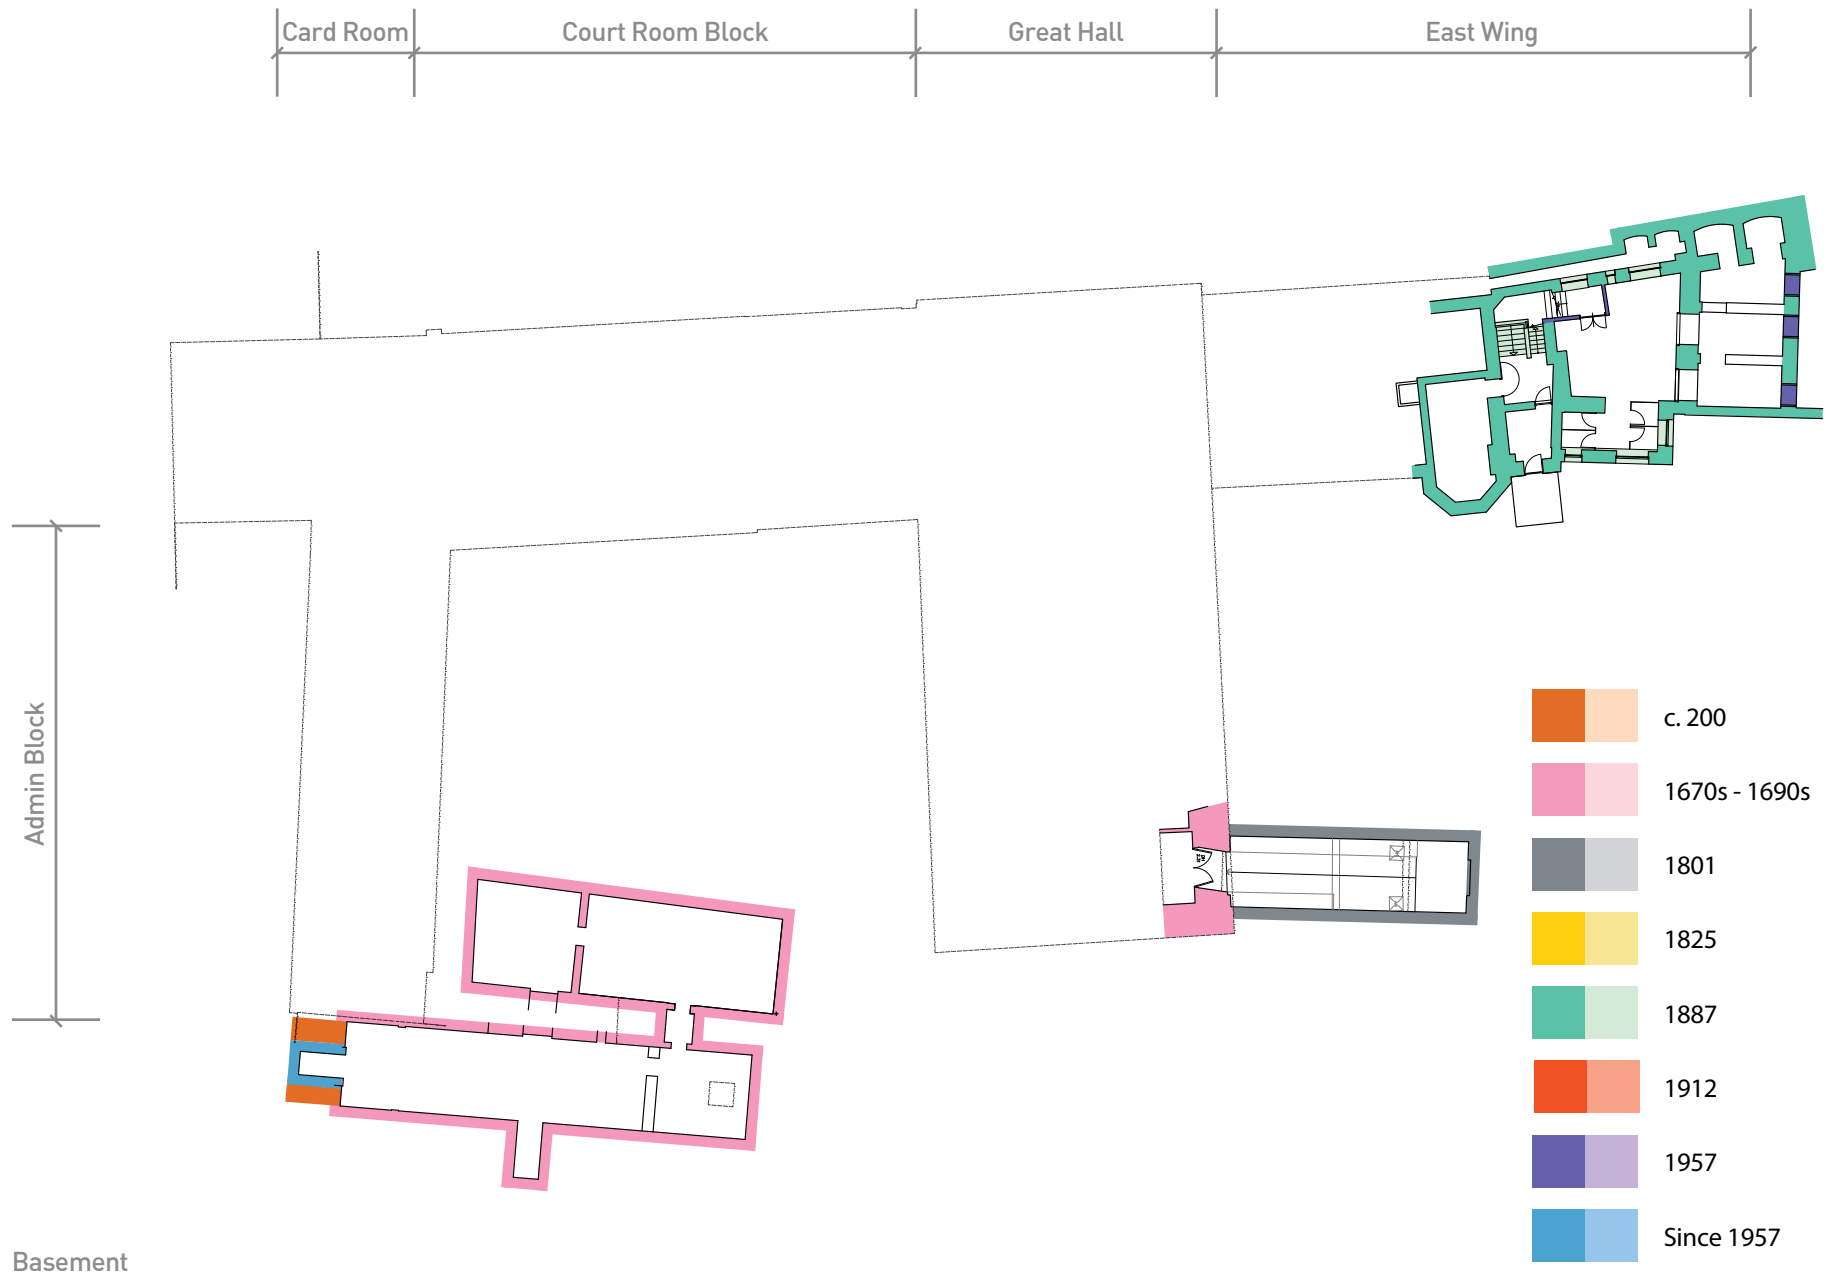 Card Room
Court Room Block
Great Hall
East Wing
Admin Block
c. 200
1670s - 1690s
1801
1825
1887
1912
1957
Since 1957
Basement